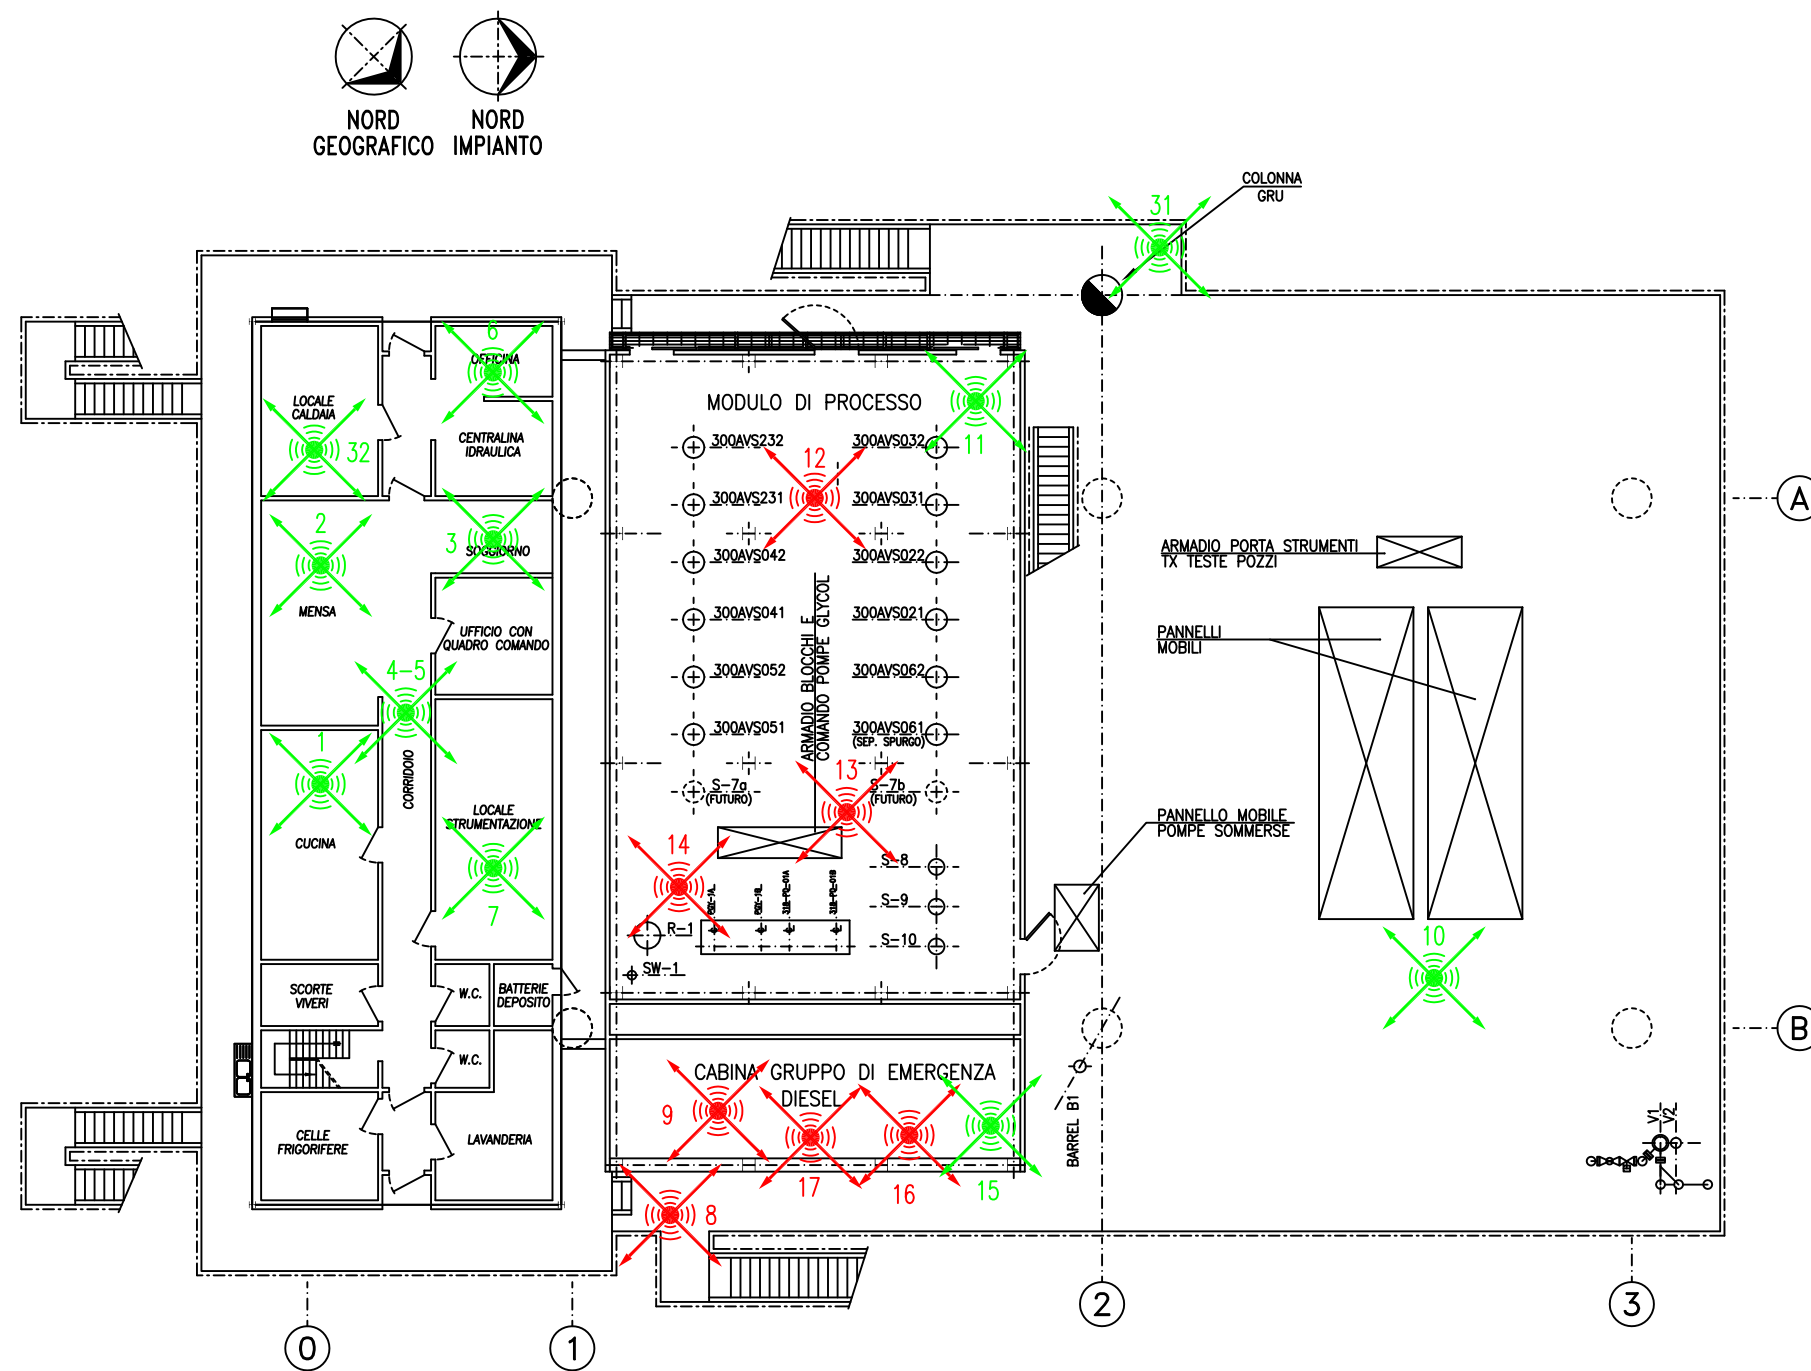 NORD
GEOGRAFICO
NORD
IMPIANTO
COLONNA
GRU
31
6
OFFICINA
LOCALE
CALDAIA
32
CENTRALINA
IDRAULICA
2
MENSA
3
SOGGIORNO
UFFICIO CON
QUADRO COMANDO
4-5
1
CUCINA
CORRIDOIO
LOCALE
STRUMENTAZIONE
7
SCORTE
VIVERI
W.C.
BATTERIE
DEPOSITO
W.C.
CELLE
FRIGORIFERE
LAVANDERIA
MODULO DI PROCESSO
11
12
300AVS232
300AVS032
300AVS231
300AVS031
300AVS042
300AVS022
300AVS041
300AVS021
300AVS052
300AVS062
300AVS051
300AVS061
(SEP. SPURGO)
ARMADIO BLOCCHI E
COMANDO POMPE GLYCOL
13
S-7a
(FUTURO)
S-7b
(FUTURO)
14
S-8
S-9
S-10
R-1
SW-1
CABINA GRUPPO DI EMERGENZA
DIESEL
9
17
16
15
8
BARREL B1
ARMADIO PORTA STRUMENTI
TX TESTE POZZI
PANNELLI
MOBILI
PANNELLO MOBILE
POMPE SOMMERSE
10
V1
V2
A
B
0
1
2
3